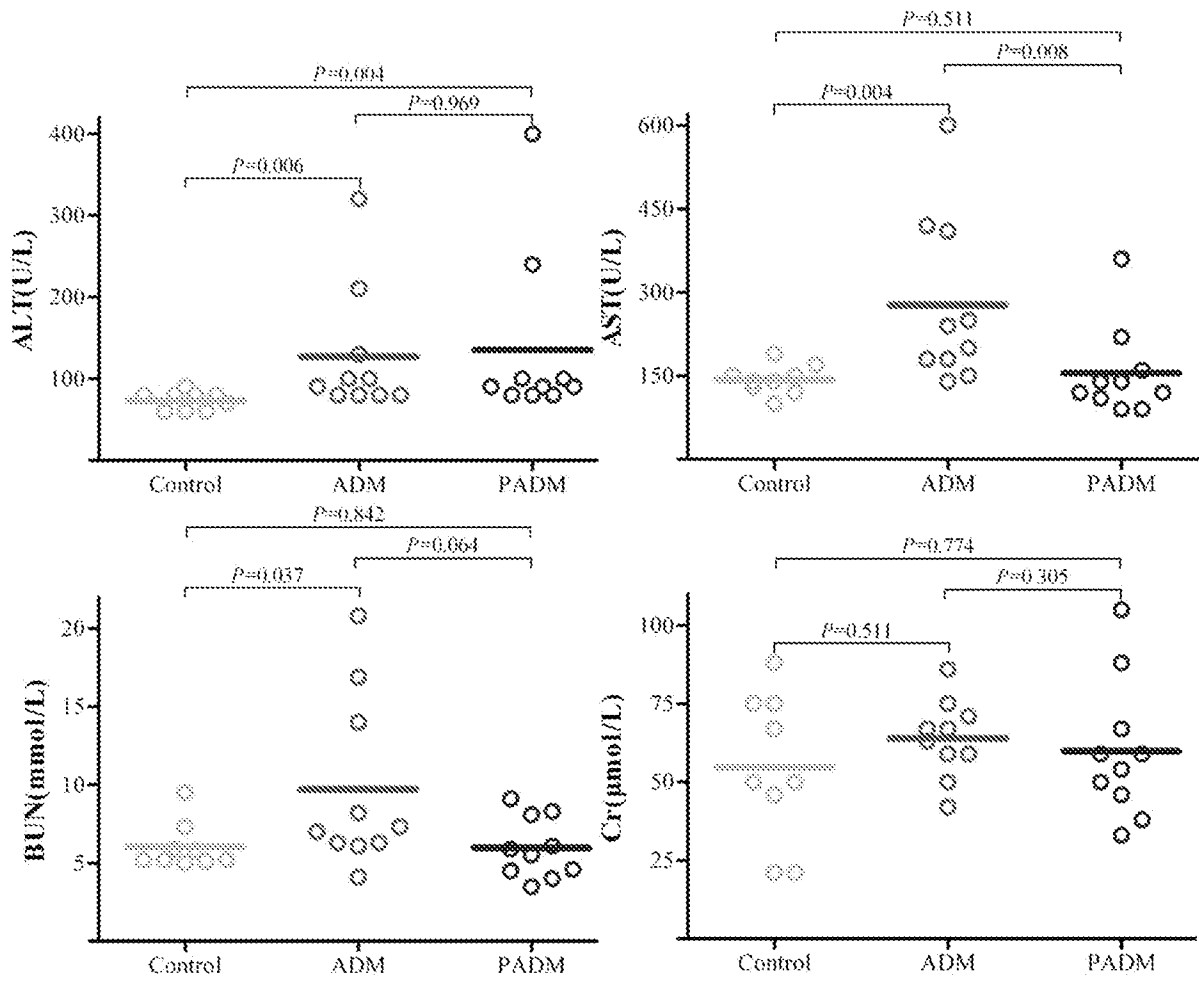 P=0.004
P=0.969
P=0.006
400
300
200
100
ALT(U/L)
Control ADM PADM
P=0.511
P=0.008
P=0.004
600
450
300
150
AST(U/L)
Control ADM PADM
P=0.842
P=0.064
P=0.037
20
15
10
5
BUN(mmol/L)
Control ADM PADM
P=0.774
P=0.305
P=0.511
100
75
50
25
Cr(μmol/L)
Control ADM PADM